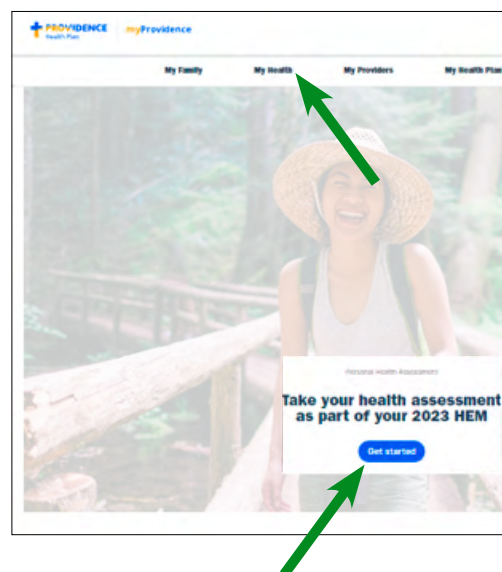 PROVIDENCE myProvidence
Health Plan
My Family My Health My Providers My Health Plan
Personal Health Assessment
Take your health assessment
as part of your 2023 HEM
Get started